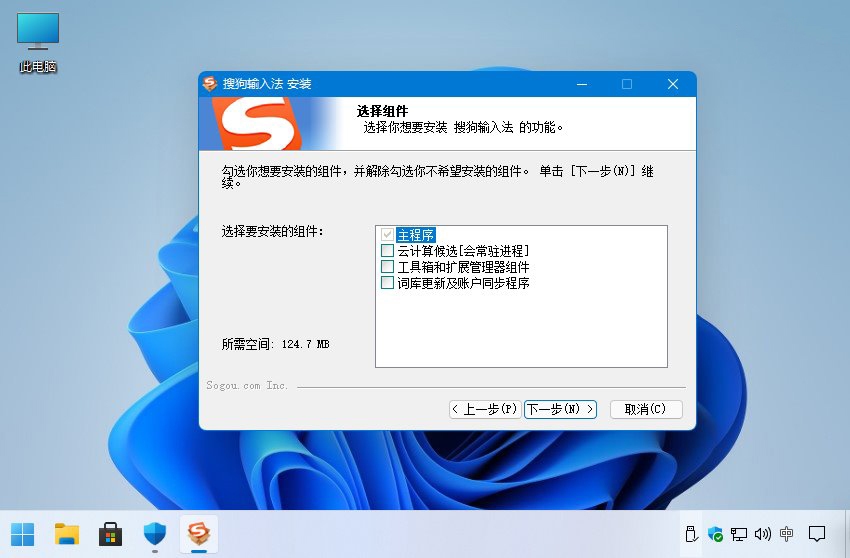 此电脑
搜狗输入法 安装
选择组件
选择你想要安装 搜狗输入法 的功能。
勾选你想要安装的组件，并解除勾选你不希望安装的组件。 单击 [下一步(N)] 继
续。
选择要安装的组件:
主程序
云计算候选[会常驻进程]
工具箱和扩展管理器组件
词库更新及账户同步程序
所需空间: 124.7 MB
Sogou.com Inc.
< 上一步(P)
下一步(N) >
取消(C)
中